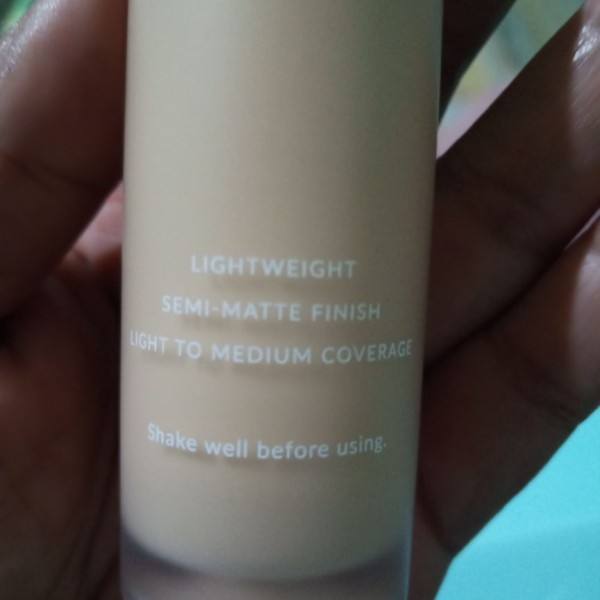 LIGHTWEIGHT
SEMI-MATTE FINISH
LIGHT TO MEDIUM COVERAGE
Shake well before using.